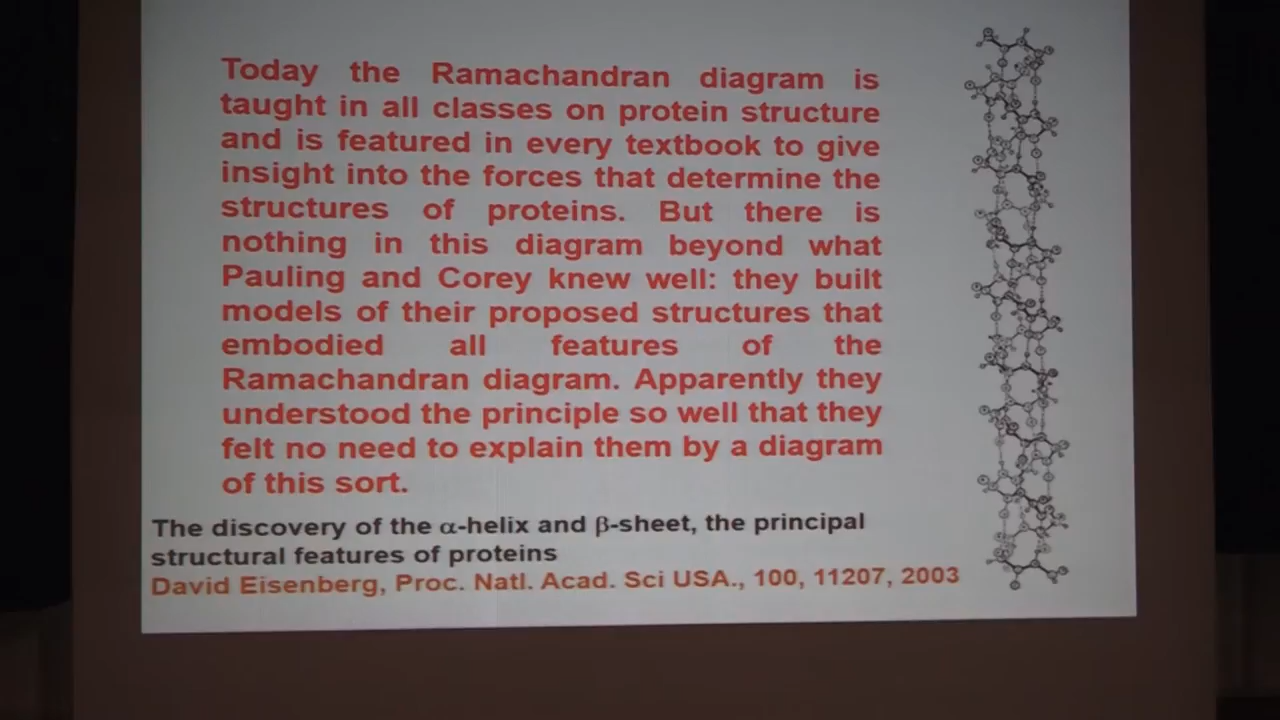 Today the Ramachandran diagram is
taught in all classes on protein structure
and is featured in every textbook to give
insight into the forces that determine the
structures of proteins. But there is
nothing in this diagram beyond what
Pauling and Corey knew well: they built
models of their proposed structures that
embodied all features of the
Ramachandran diagram. Apparently they
understood the principle so well that they
felt no need to explain them by a diagram
of this sort.
The discovery of the α-helix and β-sheet, the principal
structural features of proteins
David Eisenberg, Proc. Natl. Acad. Sci USA., 100, 11207, 2003